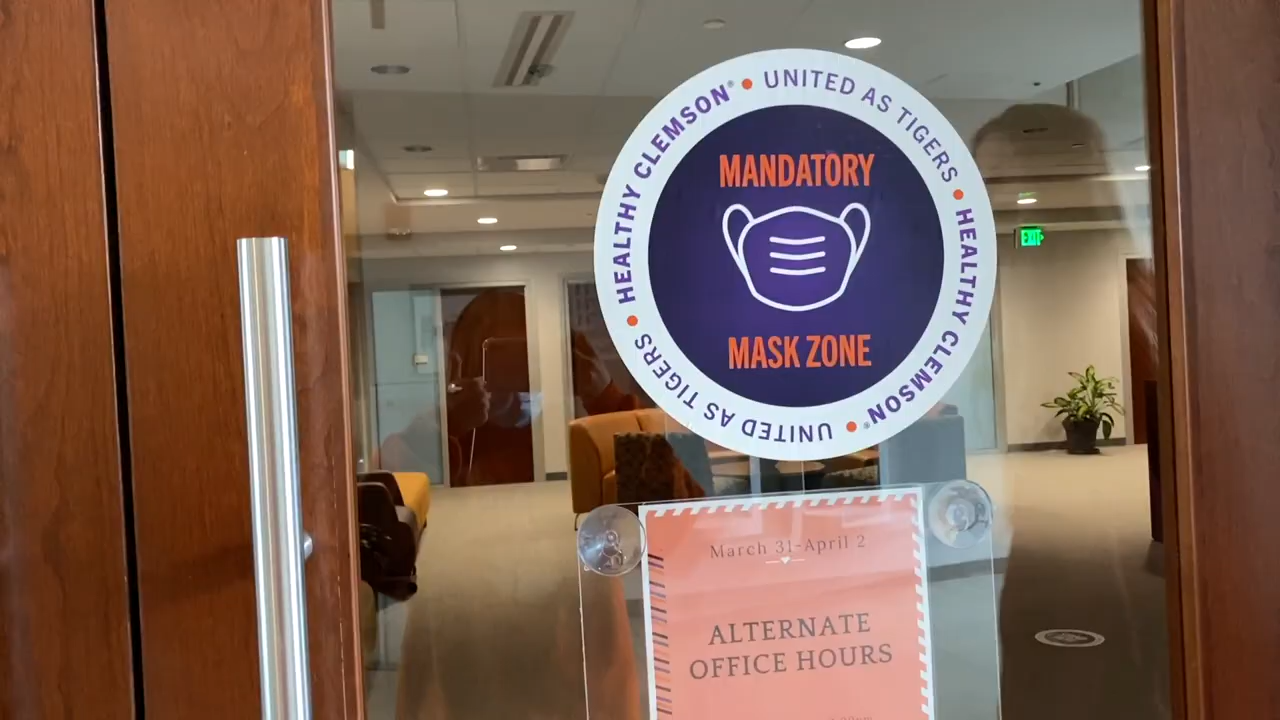 HEALTHY CLEMSON® • UNITED AS TIGERS • HEALTHY CLEMSON® • UNITED AS TIGERS •
MANDATORY
MASK ZONE
EXIT
March 31-April 2
ALTERNATE
OFFICE HOURS